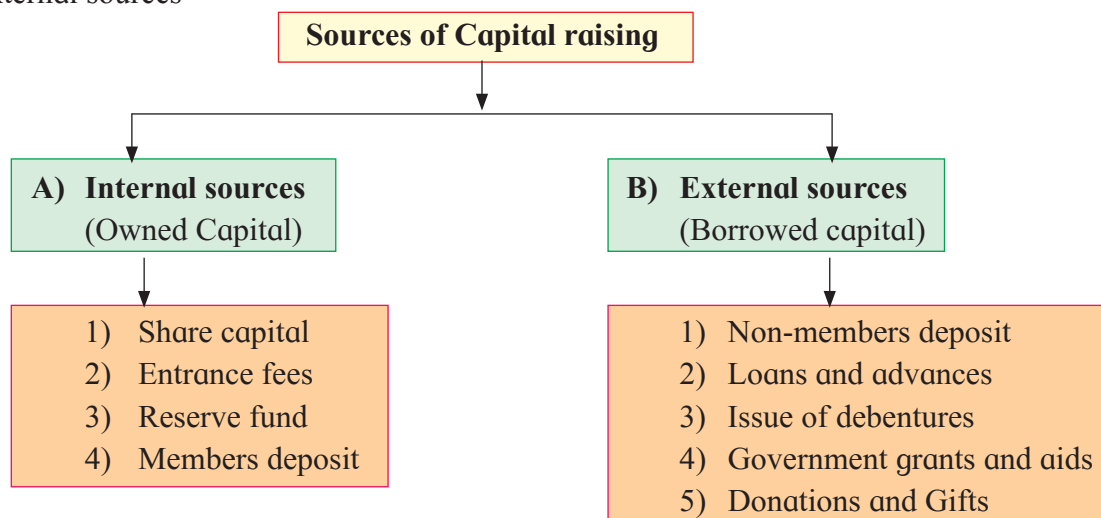 ternal sources
Sources of Capital raising
A) Internal sources
(Owned Capital)
B) External sources
(Borrowed capital)
1) Share capital
2) Entrance fees
3) Reserve fund
4) Members deposit
1) Non-members deposit
2) Loans and advances
3) Issue of debentures
4) Government grants and aids
5) Donations and Gifts